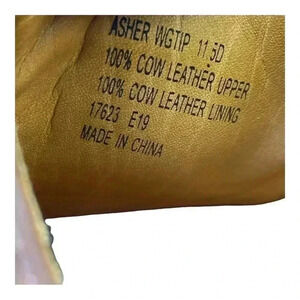 ASHER WGTIP 11.5D
100% COW LEATHER UPPER
100% COW LEATHER LINING
17623 E19
MADE IN CHINA